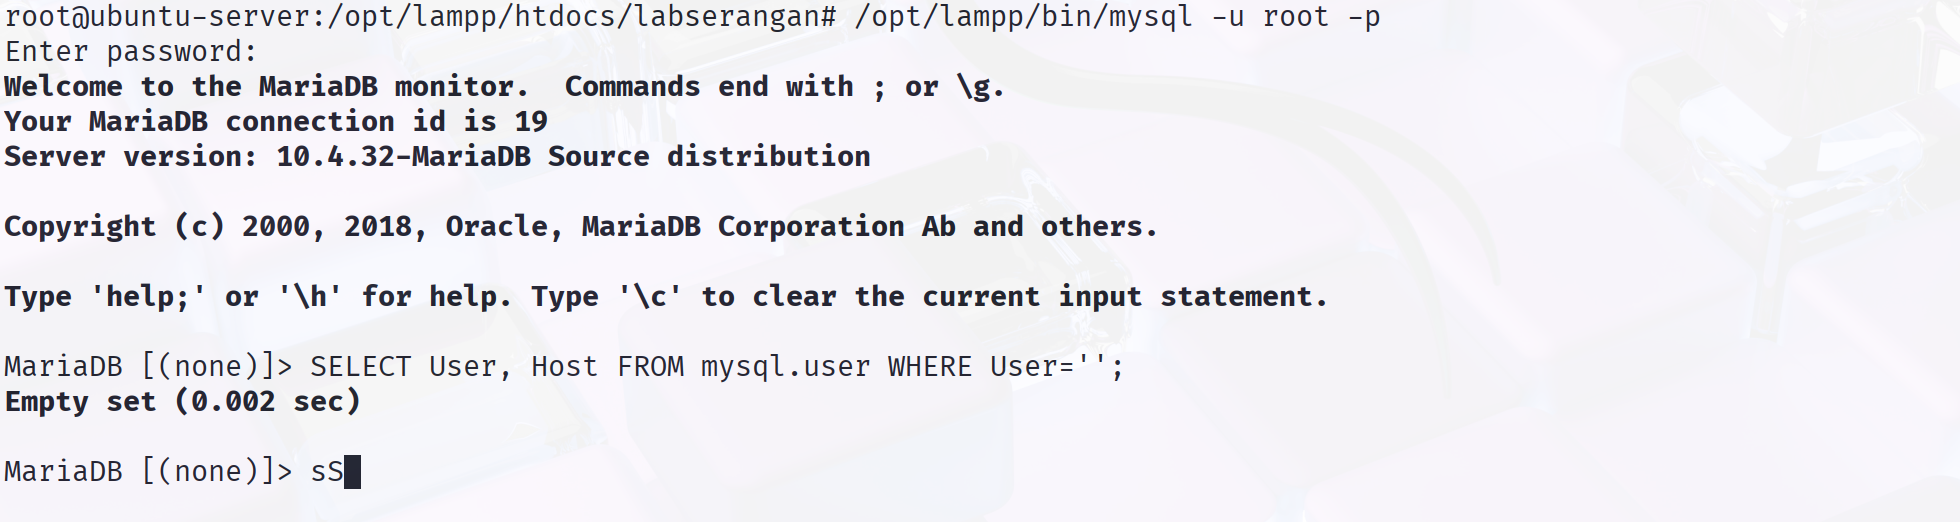 root@ubuntu-server:/opt/lampp/htdocs/labserangan# /opt/lampp/bin/mysql -u root -p
Enter password:
Welcome to the MariaDB monitor.  Commands end with ; or \g.
Your MariaDB connection id is 19
Server version: 10.4.32-MariaDB Source distribution
Copyright (c) 2000, 2018, Oracle, MariaDB Corporation Ab and others.
Type 'help;' or '\h' for help. Type '\c' to clear the current input statement.
MariaDB [(none)]> SELECT User, Host FROM mysql.user WHERE User='';
Empty set (0.002 sec)
MariaDB [(none)]> sS